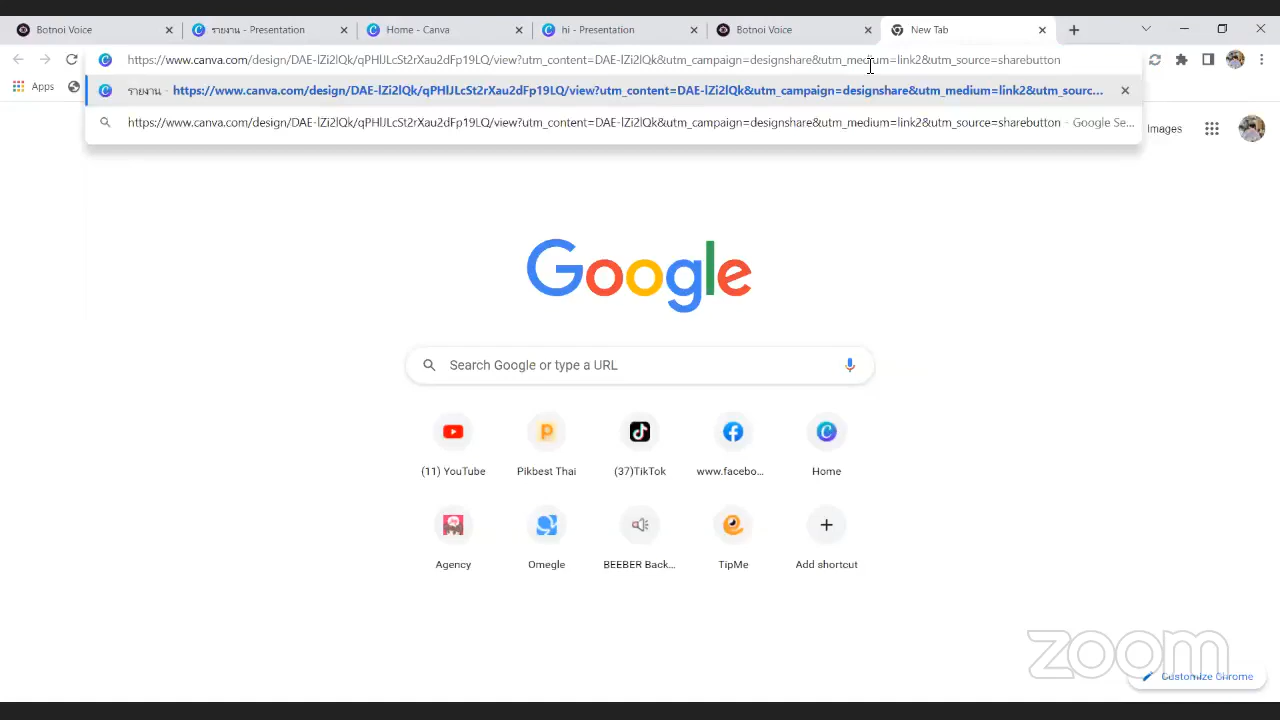 Botnoi Voice
รายงาน - Presentation
Home - Canva
hi - Presentation
Botnoi Voice
New Tab
https://www.canva.com/design/DAE-lZi2lQk/qPHlJLcSt2rXau2dFp19LQ/view?utm_content=DAE-lZi2lQk&utm_campaign=designshare&utm_medium=link2&utm_source=sharebutton
Apps
รายงาน - https://www.canva.com/design/DAE-lZi2lQk/qPHlJLcSt2rXau2dFp19LQ/view?utm_content=DAE-lZi2lQk&utm_campaign=designshare&utm_medium=link2&utm_sourc...
https://www.canva.com/design/DAE-lZi2lQk/qPHlJLcSt2rXau2dFp19LQ/view?utm_content=DAE-lZi2lQk&utm_campaign=designshare&utm_medium=link2&utm_source=sharebutton - Google Se...
Images
Google
Search Google or type a URL
(11) YouTube
Pikbest Thai
(37)TikTok
www.facebo...
Home
Agency
Omegle
BEEBER Back...
TipMe
Add shortcut
zoom
Customize Chrome